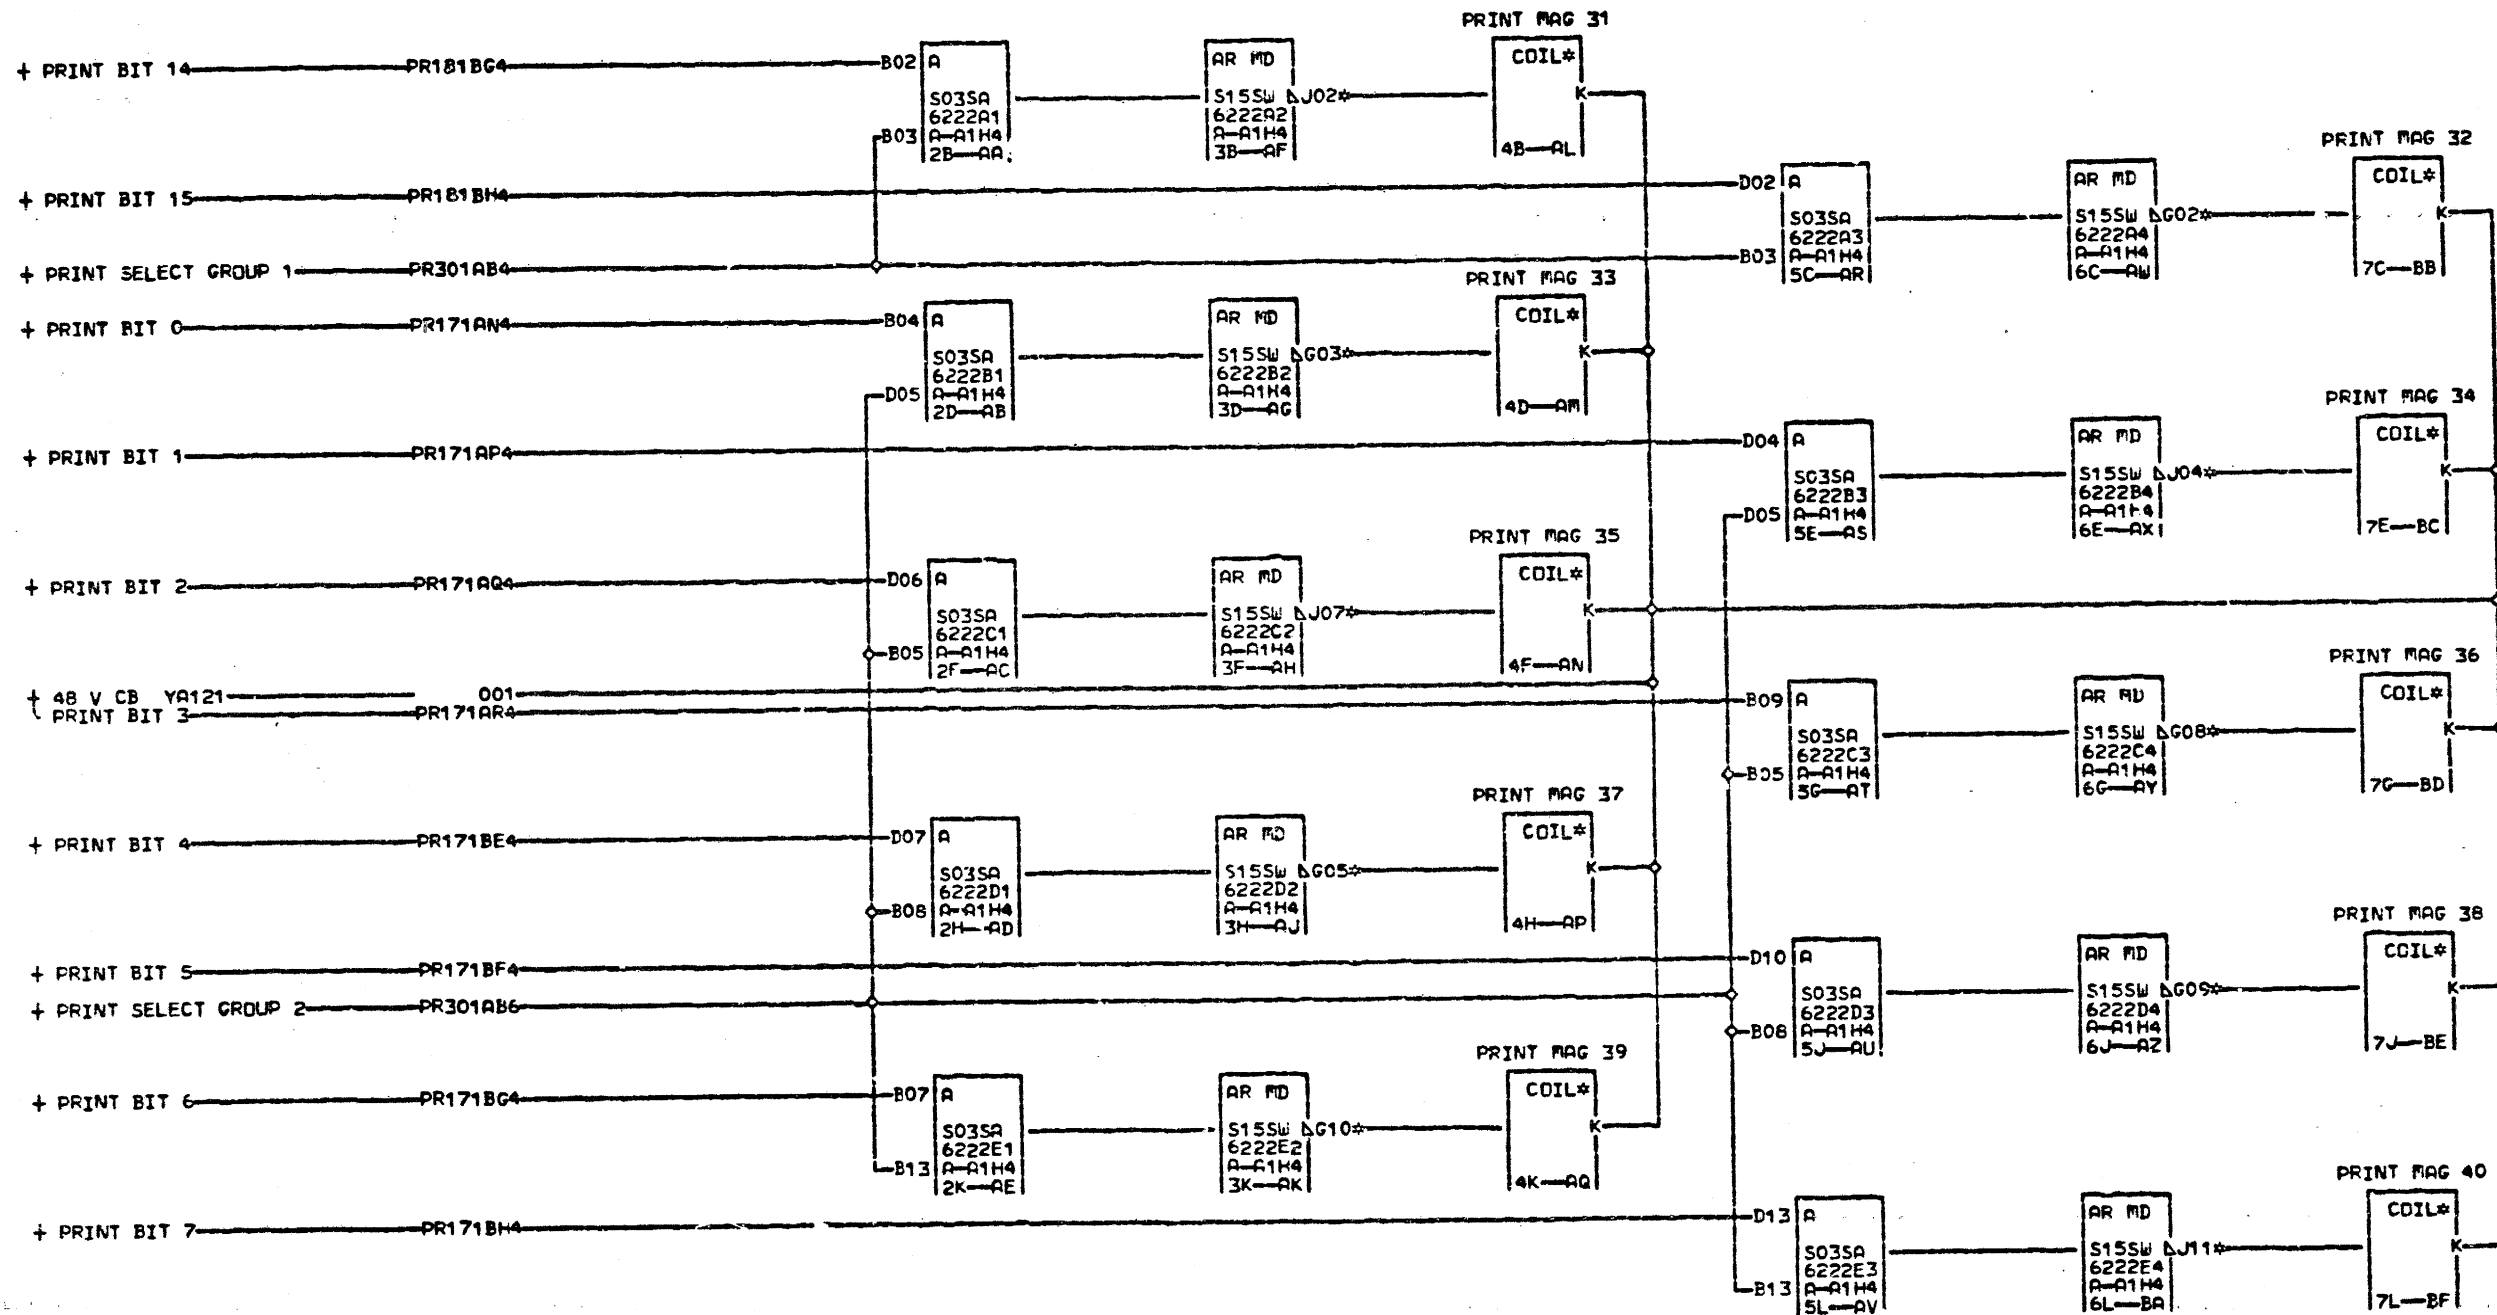 PRINT MAG 31
+ PRINT BIT 14 PR181BG4 B02 A AR MD COIL*
S03SA S15SW J02* K
6222A1 6222A2
B03 A-A1H4 A-A1H4
2B-AA 3B-AF 4B-AL
PRINT MAG 32
+ PRINT BIT 15 PR181BH4 D02 A AR MD COIL*
S03SA S15SW G02* K
6222A3 6222A4
+ PRINT SELECT GROUP 1 PR301AB4 B03 A-A1H4 A-A1H4
5C-AR 6C-AW 7C-BB
PRINT MAG 33
+ PRINT BIT 0 PR171AN4 B04 A AR MD COIL*
S03SA S15SW G03* K
6222B1 6222B2
D05 A-A1H4 A-A1H4
2D-AB 3D-AG 4D-AM
PRINT MAG 34
+ PRINT BIT 1 PR171AP4 D04 A AR MD COIL*
S03SA S15SW J04* K
6222B3 6222B4
D05 A-A1H4 A-A1H4
5E-AS 6E-AX 7E-BC
PRINT MAG 35
+ PRINT BIT 2 PR171AQ4 D06 A AR MD COIL*
S03SA S15SW J07* K
6222C1 6222C2
B05 A-A1H4 A-A1H4
2F-AC 3F-AH 4F-AN
PRINT MAG 36
+ 48 V CB YA121 001
PRINT BIT 3 PR171AR4 B09 A AR MD COIL*
S03SA S15SW G08* K
6222C3 6222C4
B05 A-A1H4 A-A1H4
5G-AT 6G-AY 7G-BD
PRINT MAG 37
+ PRINT BIT 4 PR171BE4 D07 A AR MD COIL*
S03SA S15SW G05* K
6222D1 6222D2
B08 A-A1H4 A-A1H4
2H-AD 3H-AJ 4H-AP
PRINT MAG 38
+ PRINT BIT 5 PR171BF4 D10 A AR MD COIL*
S03SA S15SW G09* K
+ PRINT SELECT GROUP 2 PR301AB6
6222D3 6222D4
B08 A-A1H4 A-A1H4
5J-AU 6J-AZ 7J-BE
PRINT MAG 39
+ PRINT BIT 6 PR171BG4 B07 A AR MD COIL*
S03SA S15SW G10* K
6222E1 6222E2
B13 A-A1H4 A-A1H4
2K-AE 3K-AK 4K-AQ
PRINT MAG 40
+ PRINT BIT 7 PR171BH4 D13 A AR MD COIL*
S03SA S15SW J11* K
6222E3 6222E4
B13 A-A1H4 A-A1H4
5L-AV 6L-BA 7L-BF